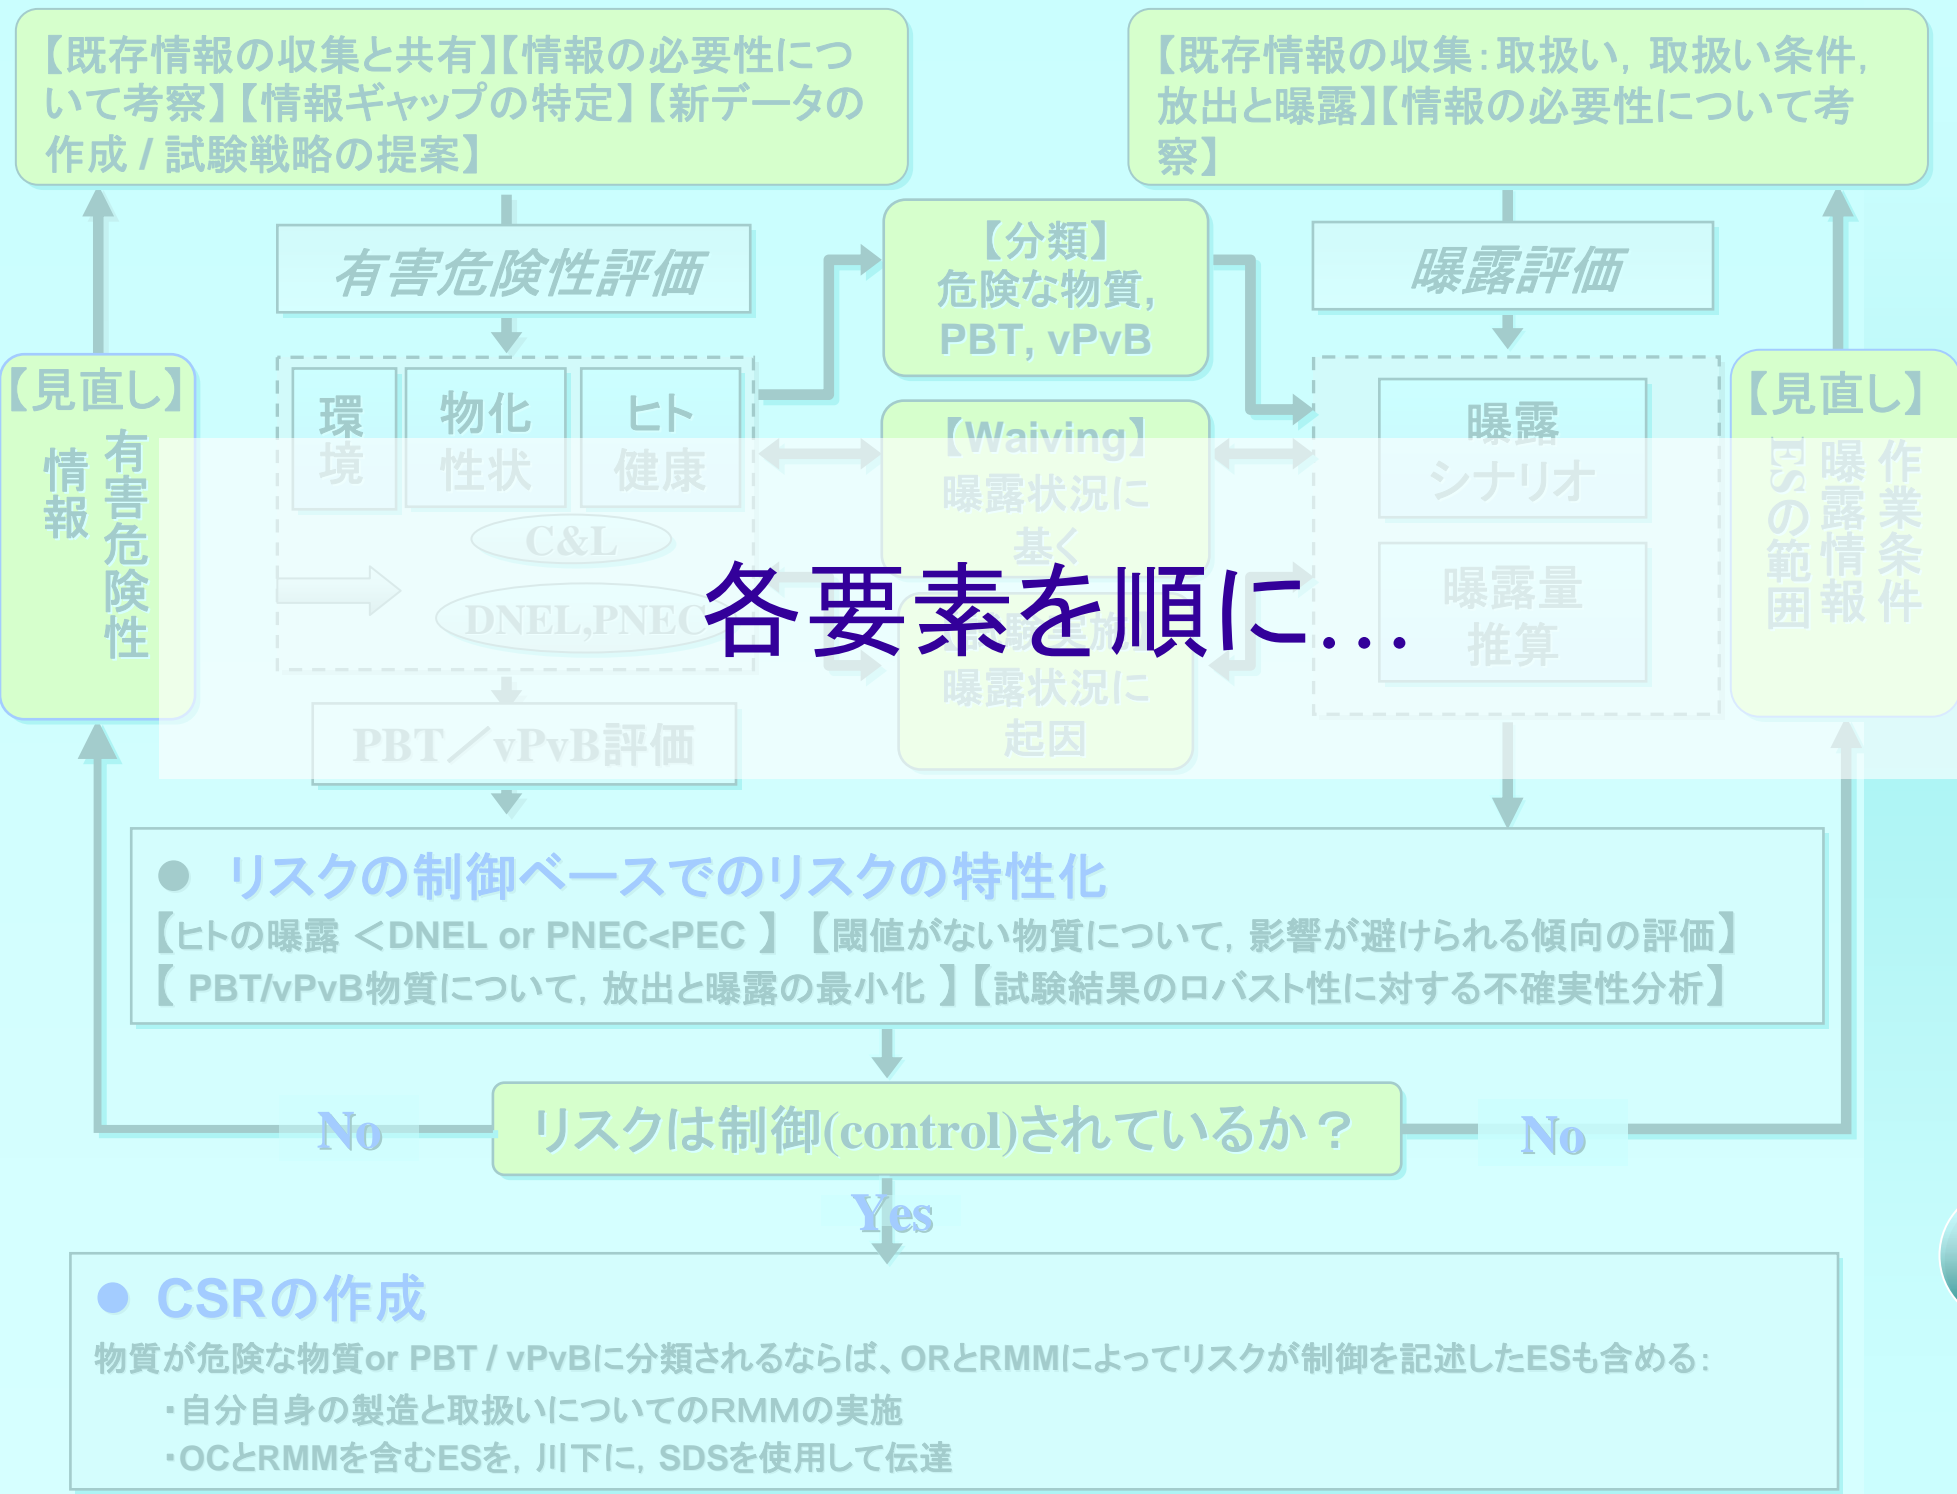 【既存情報の収集と共有】【情報の必要性につ
いて考察】【情報ギャップの特定】【新データの
作成 / 試験戦略の提案】
【既存情報の収集：取扱い，取扱い条件，
放出と曝露】【情報の必要性について考
察】
有害危険性評価
【分類】
危険な物質，
PBT, vPvB
曝露評価
【見直し】
有害危険性
情報
環
境
物化
性状
ヒト
健康
C&L
DNEL,PNEC
【Waiving】
曝露状況に
基く
験実施
曝露状況に
起因
曝露
シナリオ
曝露量
推算
【見直し】
作業条件
曝露情報
ESの範囲
各要素を順に…
PBT／vPvB評価
● リスクの制御ベースでのリスクの特性化
【ヒトの曝露 ＜DNEL or PNEC<PEC 】 【閾値がない物質について，影響が避けられる傾向の評価】
【 PBT/vPvB物質について，放出と曝露の最小化 】【試験結果のロバスト性に対する不確実性分析】
リスクは制御(control)されているか？
No
No
Yes
● CSRの作成
物質が危険な物質or PBT / vPvBに分類されるならば、ORとRMMによってリスクが制御を記述したESも含める：
・自分自身の製造と取扱いについてのRMMの実施
・OCとRMMを含むESを，川下に，SDSを使用して伝達